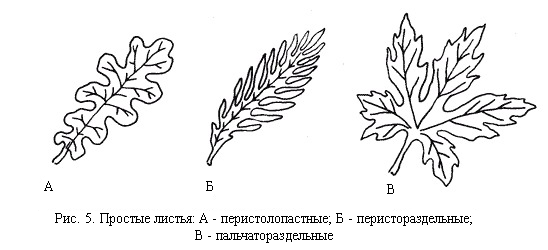 А Б В
Рис. 5. Простые листья: А - перистолопастные; Б - перистораздельные;
В - пальчатораздельные